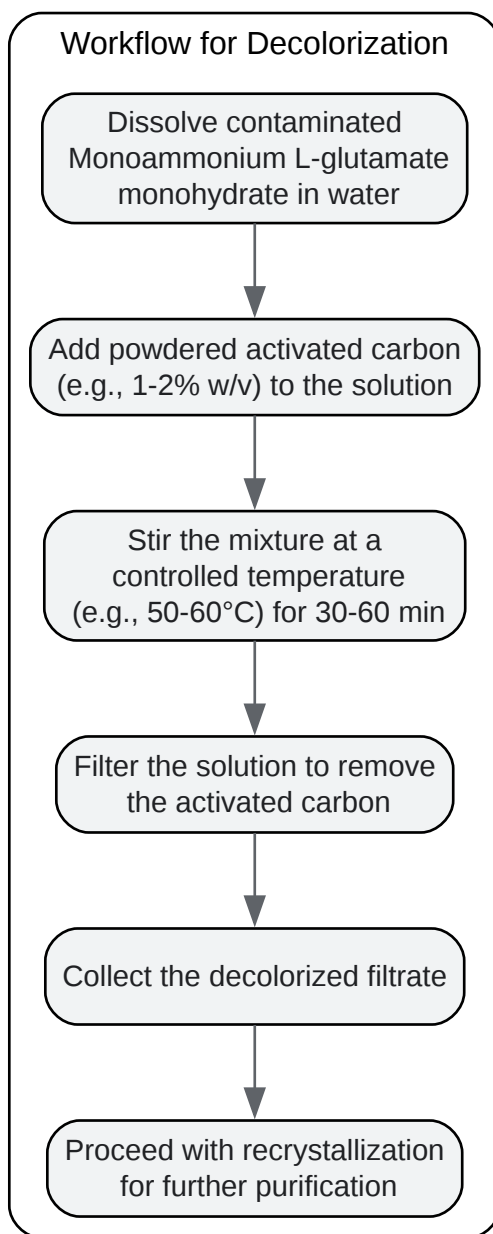 Workflow for Decolorization
Dissolve contaminated
Monoammonium L-glutamate
monohydrate in water
Add powdered activated carbon
(e.g., 1-2% w/v) to the solution
Stir the mixture at a
controlled temperature
(e.g., 50-60°C) for 30-60 min
Filter the solution to remove
the activated carbon
Collect the decolorized filtrate
Proceed with recrystallization
for further purification